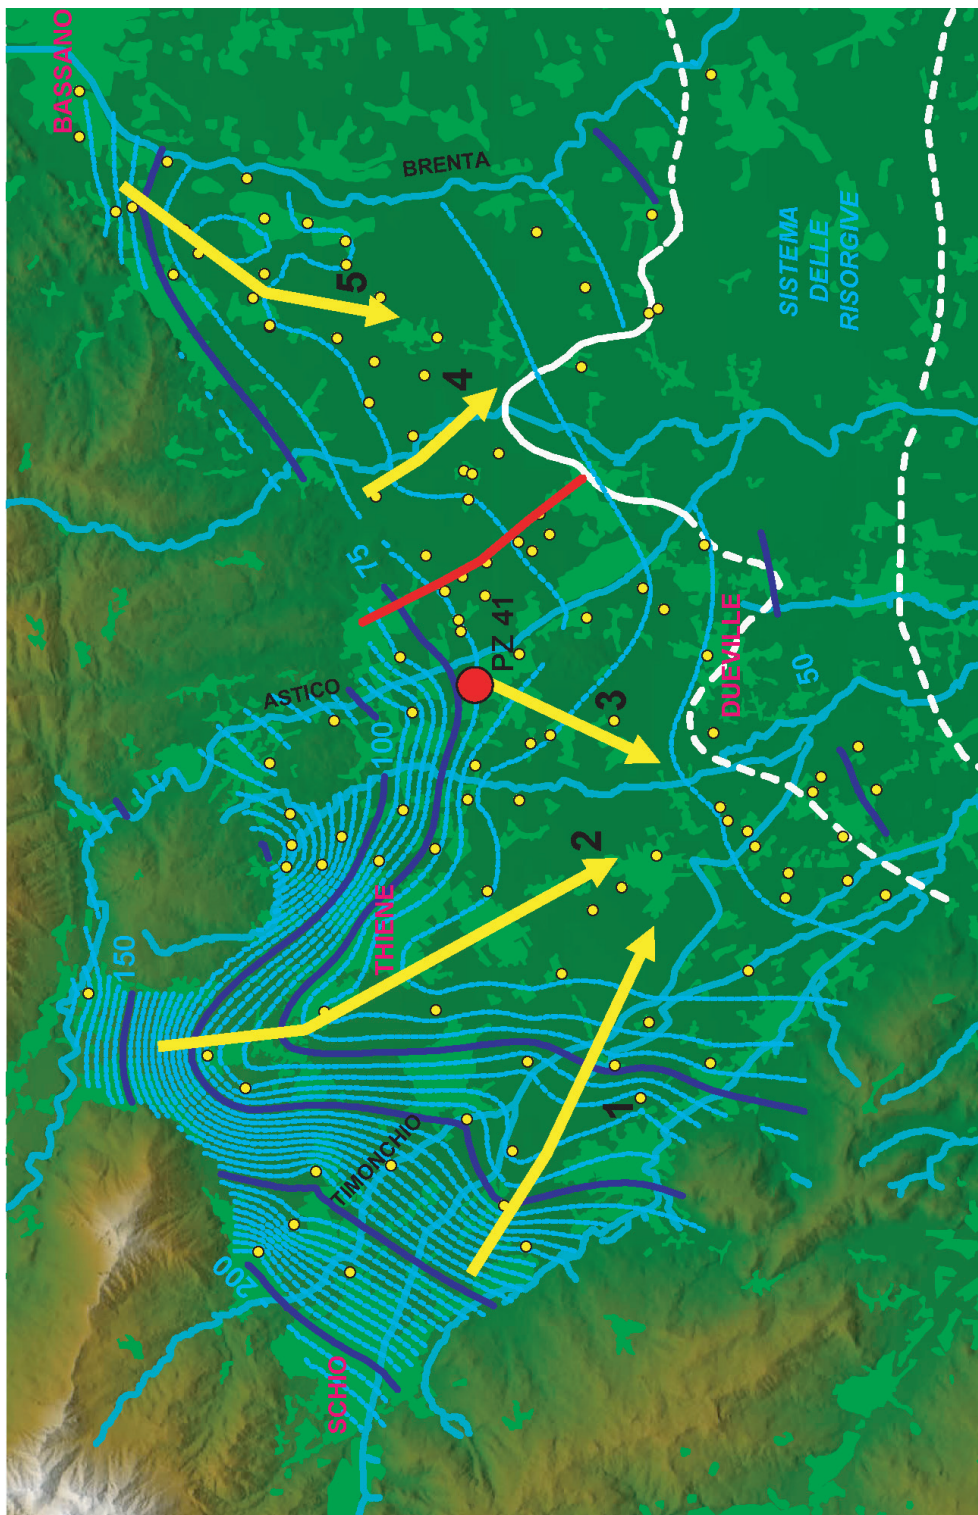 BASSANO
BRENTA
5
SISTEMA
DELLE
RISORGIVE
4
75
PZ 41
ASTICO
100
3
DUEVILLE
50
2
THIENE
150
1
TIMONCHIO
200
SCHIO